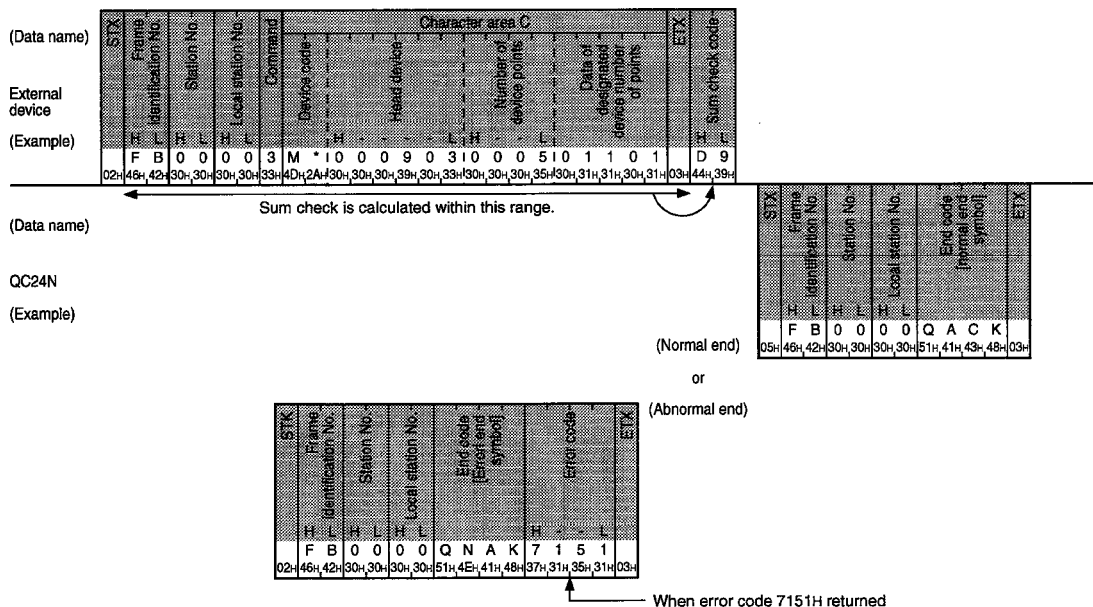 (Data name)
External device
(Example)
STX
Frame Identification No.
Station No.
Local station No.
Command
Character area C
Device code
Head device
Number of device points
Data of designated device number of points
ETX
Sum check code
H L H L H L H - - - - L H - - L H L
F B 0 0 0 0 3 M * 0 0 0 9 0 3 0 0 0 5 0 1 1 0 1 D 9
02H 46H, 42H 30H, 30H 30H, 30H 33H 4DH, 2AH 30H, 30H, 30H, 39H, 30H, 33H 30H, 30H, 30H, 35H 30H, 31H, 31H, 30H, 31H 03H 44H, 39H
Sum check is calculated within this range.
(Data name)
QC24N
(Example)
STX
Frame Identification No.
Station No.
Local station No.
End code [normal end symbol]
ETX
H L H L H L
F B 0 0 0 0 Q A C K
05H 46H, 42H 30H, 30H 30H, 30H 51H, 41H, 43H, 48H 03H
(Normal end)
or
(Abnormal end)
STK
Frame Identification No.
Station No.
Local station No.
End code [Erron end symbol]
Error code
ETX
H L H L H L H - - L
F B 0 0 0 0 Q N A K 7 1 5 1
02H 46H, 42H 30H, 30H 30H, 30H 51H, 4EH, 41H, 48H 37H, 31H, 35H, 31H 03H
When error code 7151H returned